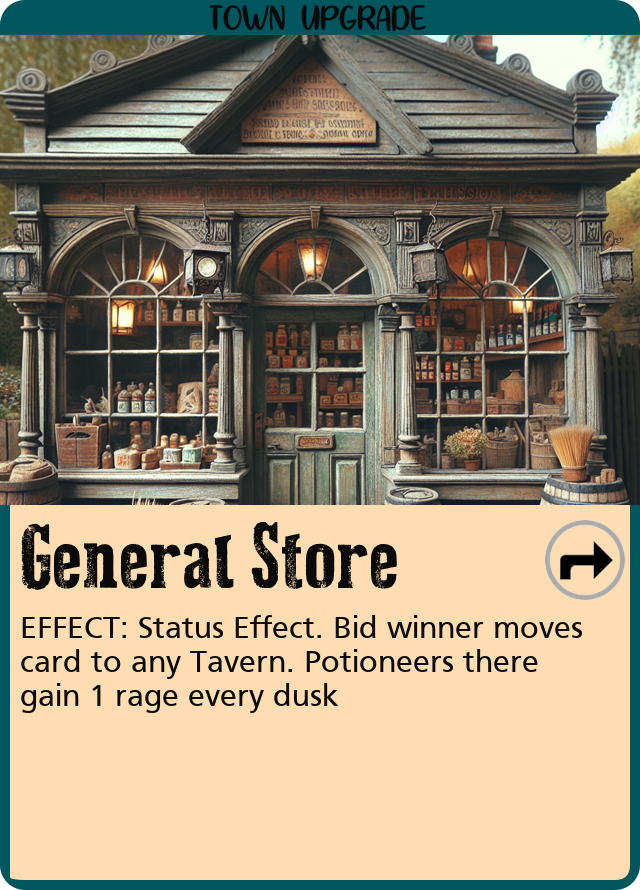 TOWN UPGRADE
General Store
EFFECT: Status Effect. Bid winner moves
card to any Tavern. Potioneers there
gain 1 rage every dusk